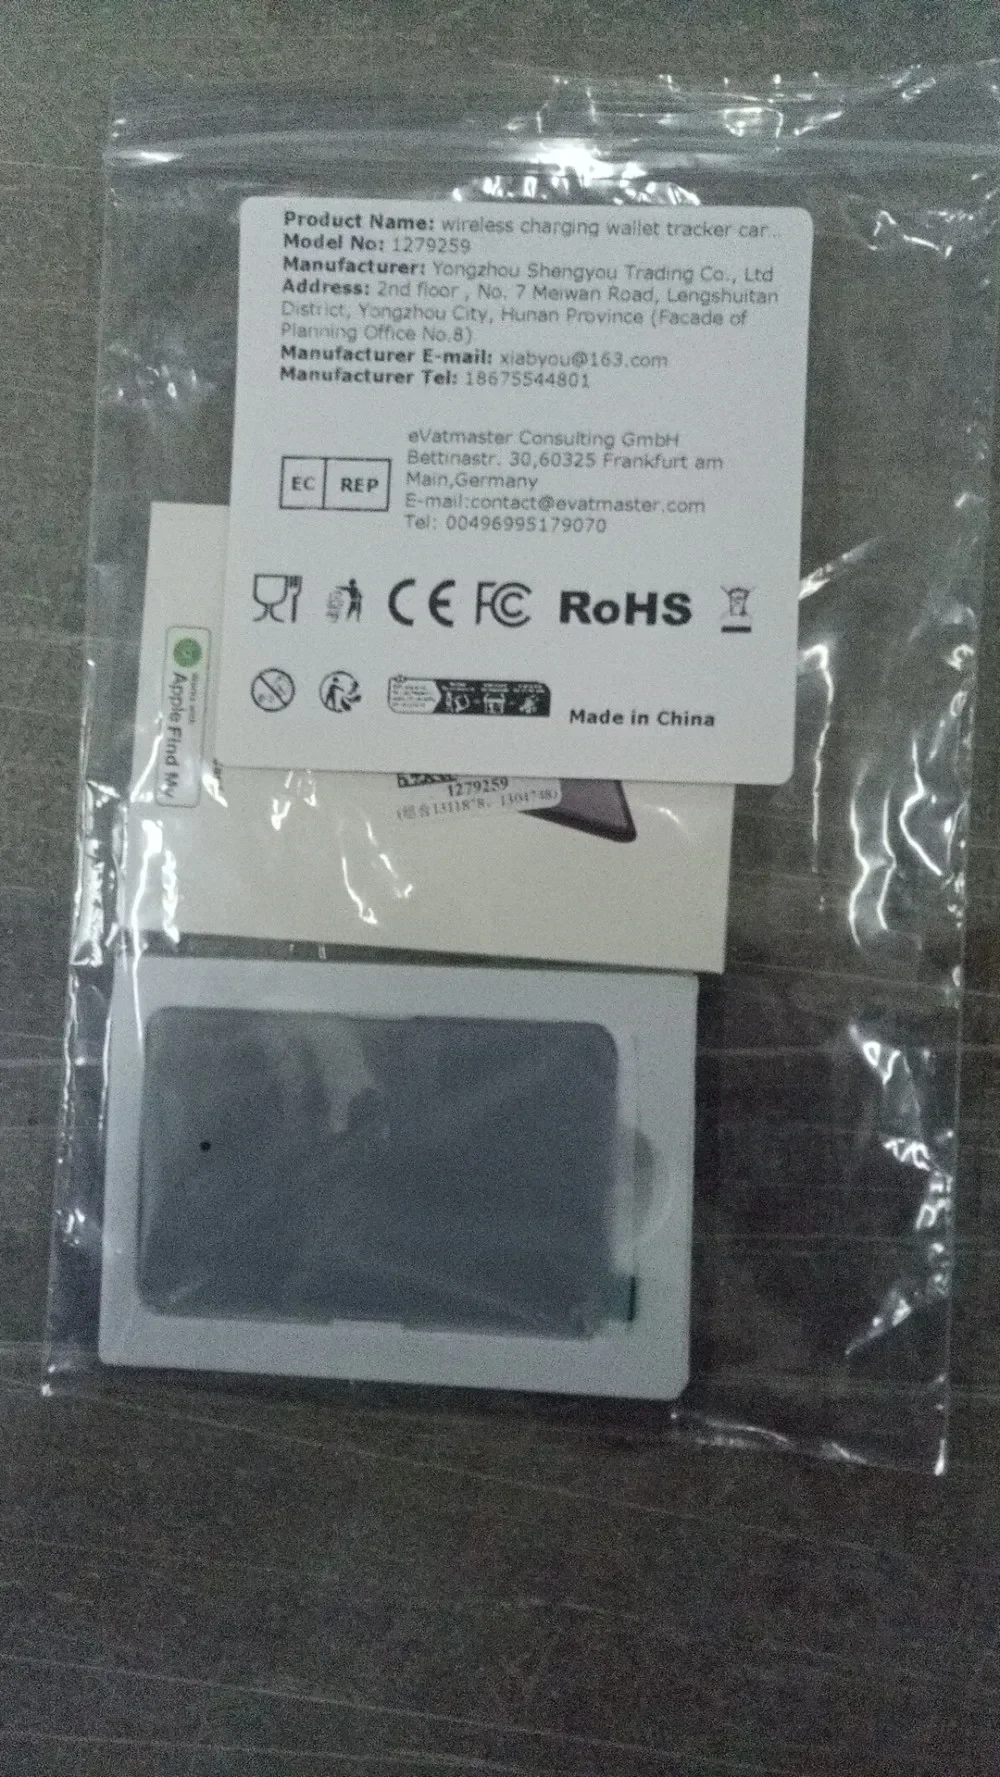 Product Name: wireless charging wallet tracker car...
Model No: 1279259
Manufacturer: Yongzhou Shengyou Trading Co., Ltd
Address: 2nd floor , No. 7 Meiwan Road, Lengshuitan
District, Yongzhou City, Hunan Province (Facade of
Planning Office No.8)
Manufacturer E-mail: xiabyou@163.com
Manufacturer Tel: 18675544801
EC REP
eVatmaster Consulting GmbH
Bettinastr. 30,60325 Frankfurt am
Main,Germany
E-mail:contact@evatmaster.com
Tel: 00496995179070
CE FC RoHS
Made in China
Works with
Apple Find My
1279259